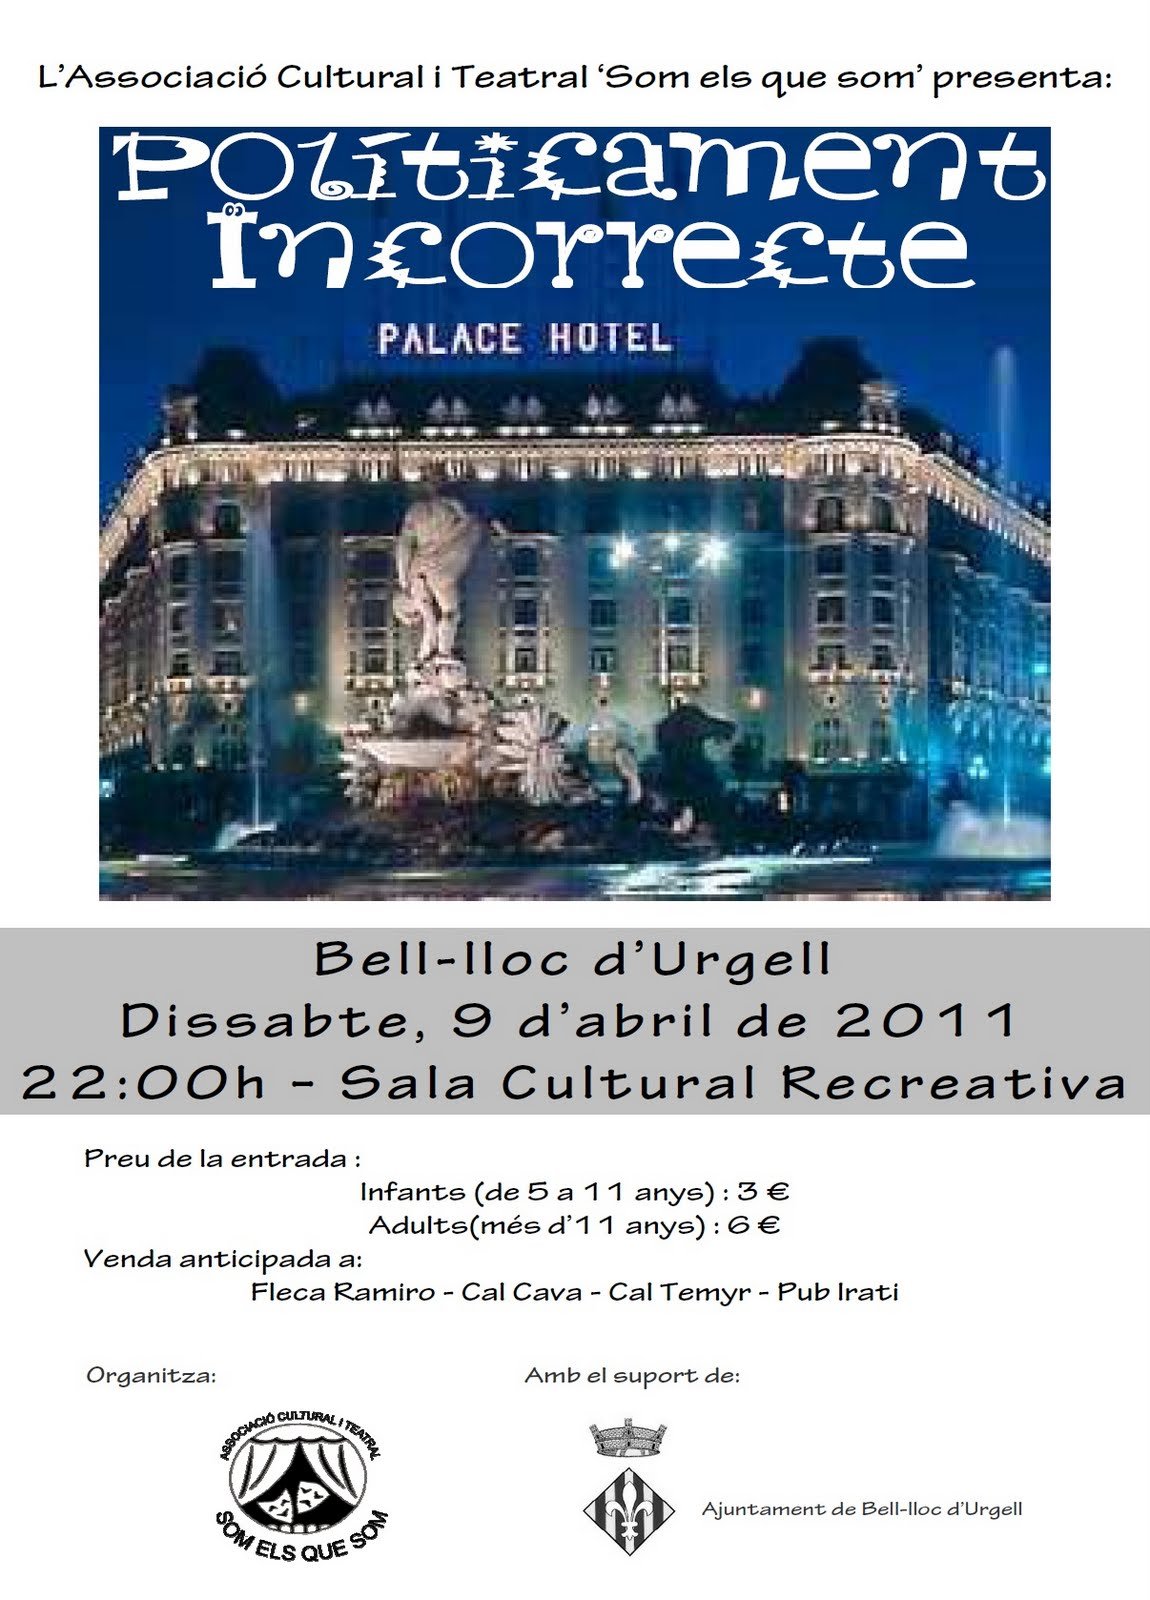 L'Associació Cultural i Teatral ‘Som els que som’ presenta:
Políticament
Incorrecte
PALACE HOTEL
Bell-lloc d’Urgell
Dissabte, 9 d’abril de 2011
22:00h - Sala Cultural Recreativa
Preu de la entrada :
Infants (de 5 a 11 anys) : 3 €
Adults(més d’11 anys) : 6 €
Venda anticipada a:
Fleca Ramiro - Cal Cava - Cal Temyr - Pub Irati
Organitza:
Amb el suport de:
ASSOCIACIÓ CULTURAL I TEATRAL
SOM ELS QUE SOM
Ajuntament de Bell-lloc d’Urgell